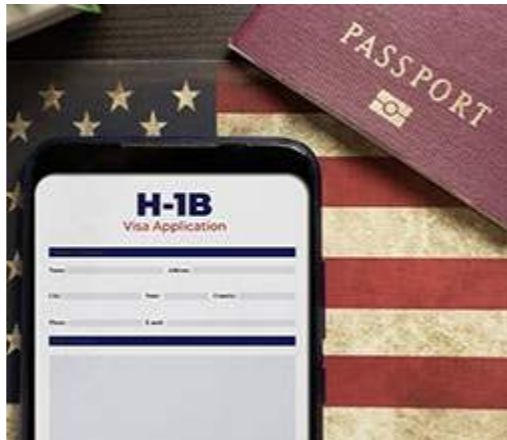 PASSPORT
H-1B
Visa Application
Name
Address
City
State
Country
Phone
E-mail